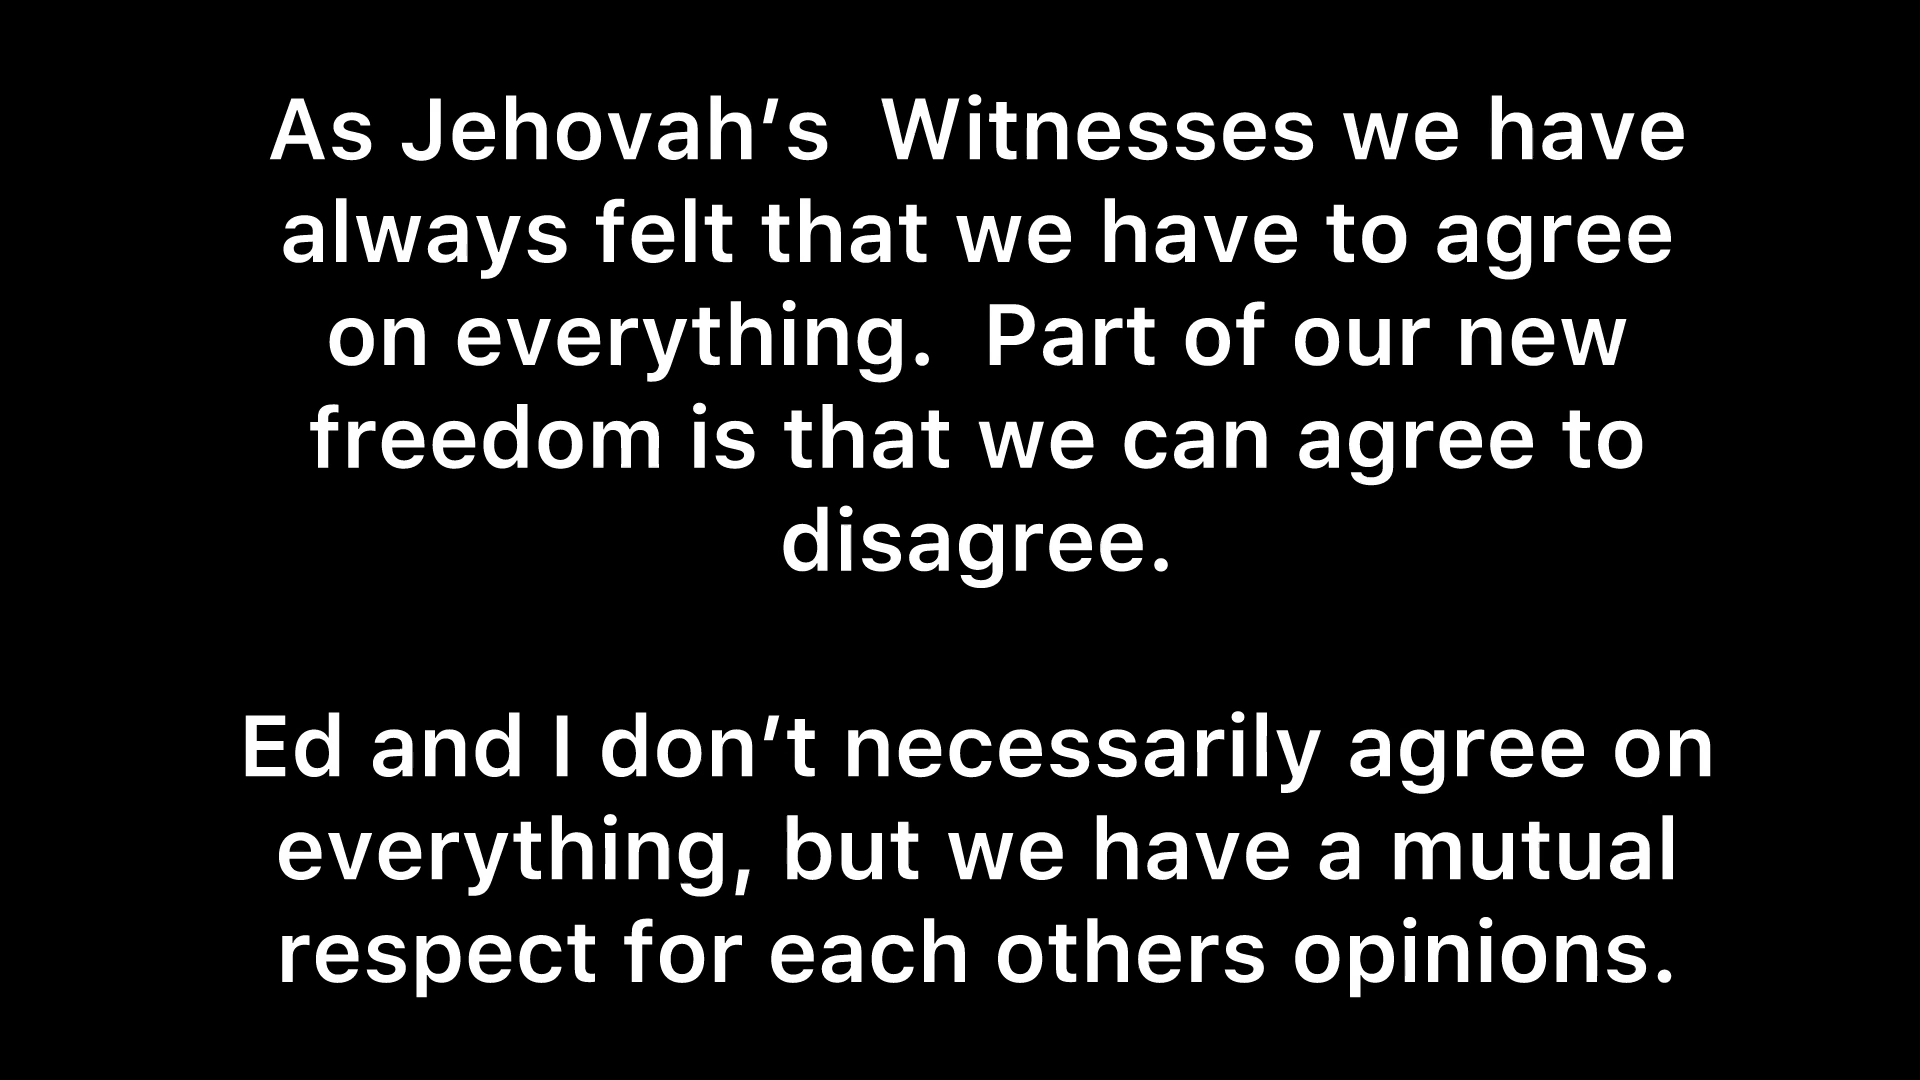 As Jehovah’s  Witnesses we have
always felt that we have to agree
on everything.  Part of our new
freedom is that we can agree to
disagree.
Ed and I don’t necessarily agree on
everything, but we have a mutual
respect for each others opinions.